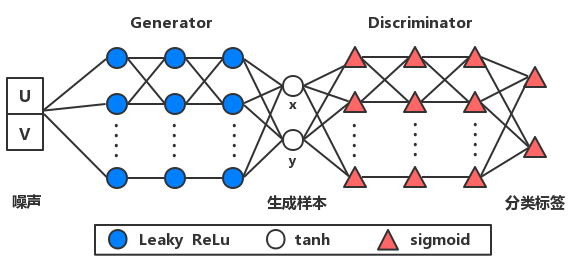 Generator
Discriminator
U
V
x
y
噪声
生成样本
分类标签
Leaky ReLu
tanh
sigmoid